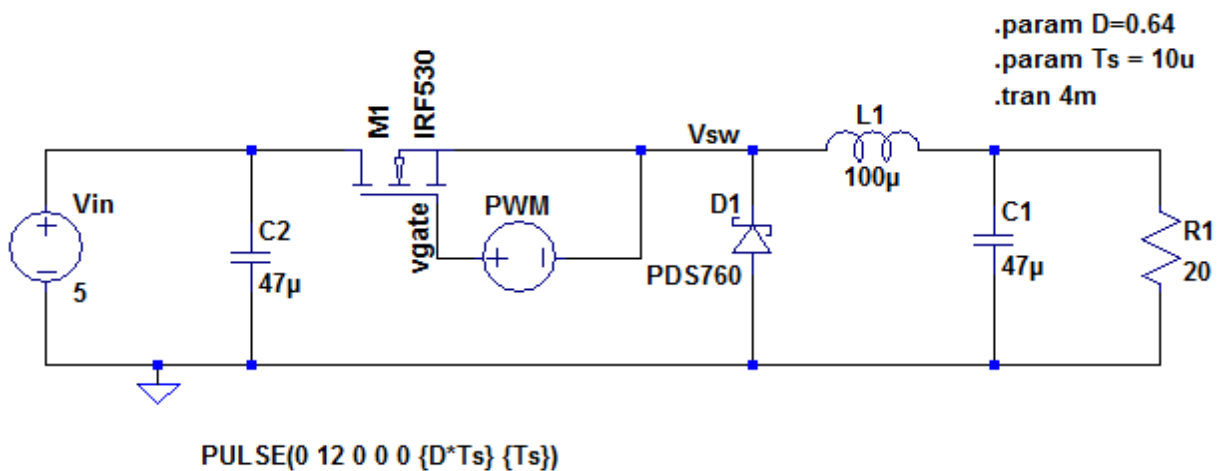 .param D=0.64
.param Ts = 10u
.tran 4m
M1
IRF530
Vsw
L1
100µ
Vin
5
C2
47µ
vgate
PWM
D1
PDS760
C1
47µ
R1
20
PULSE(0 12 0 0 0 {D*Ts} {Ts})